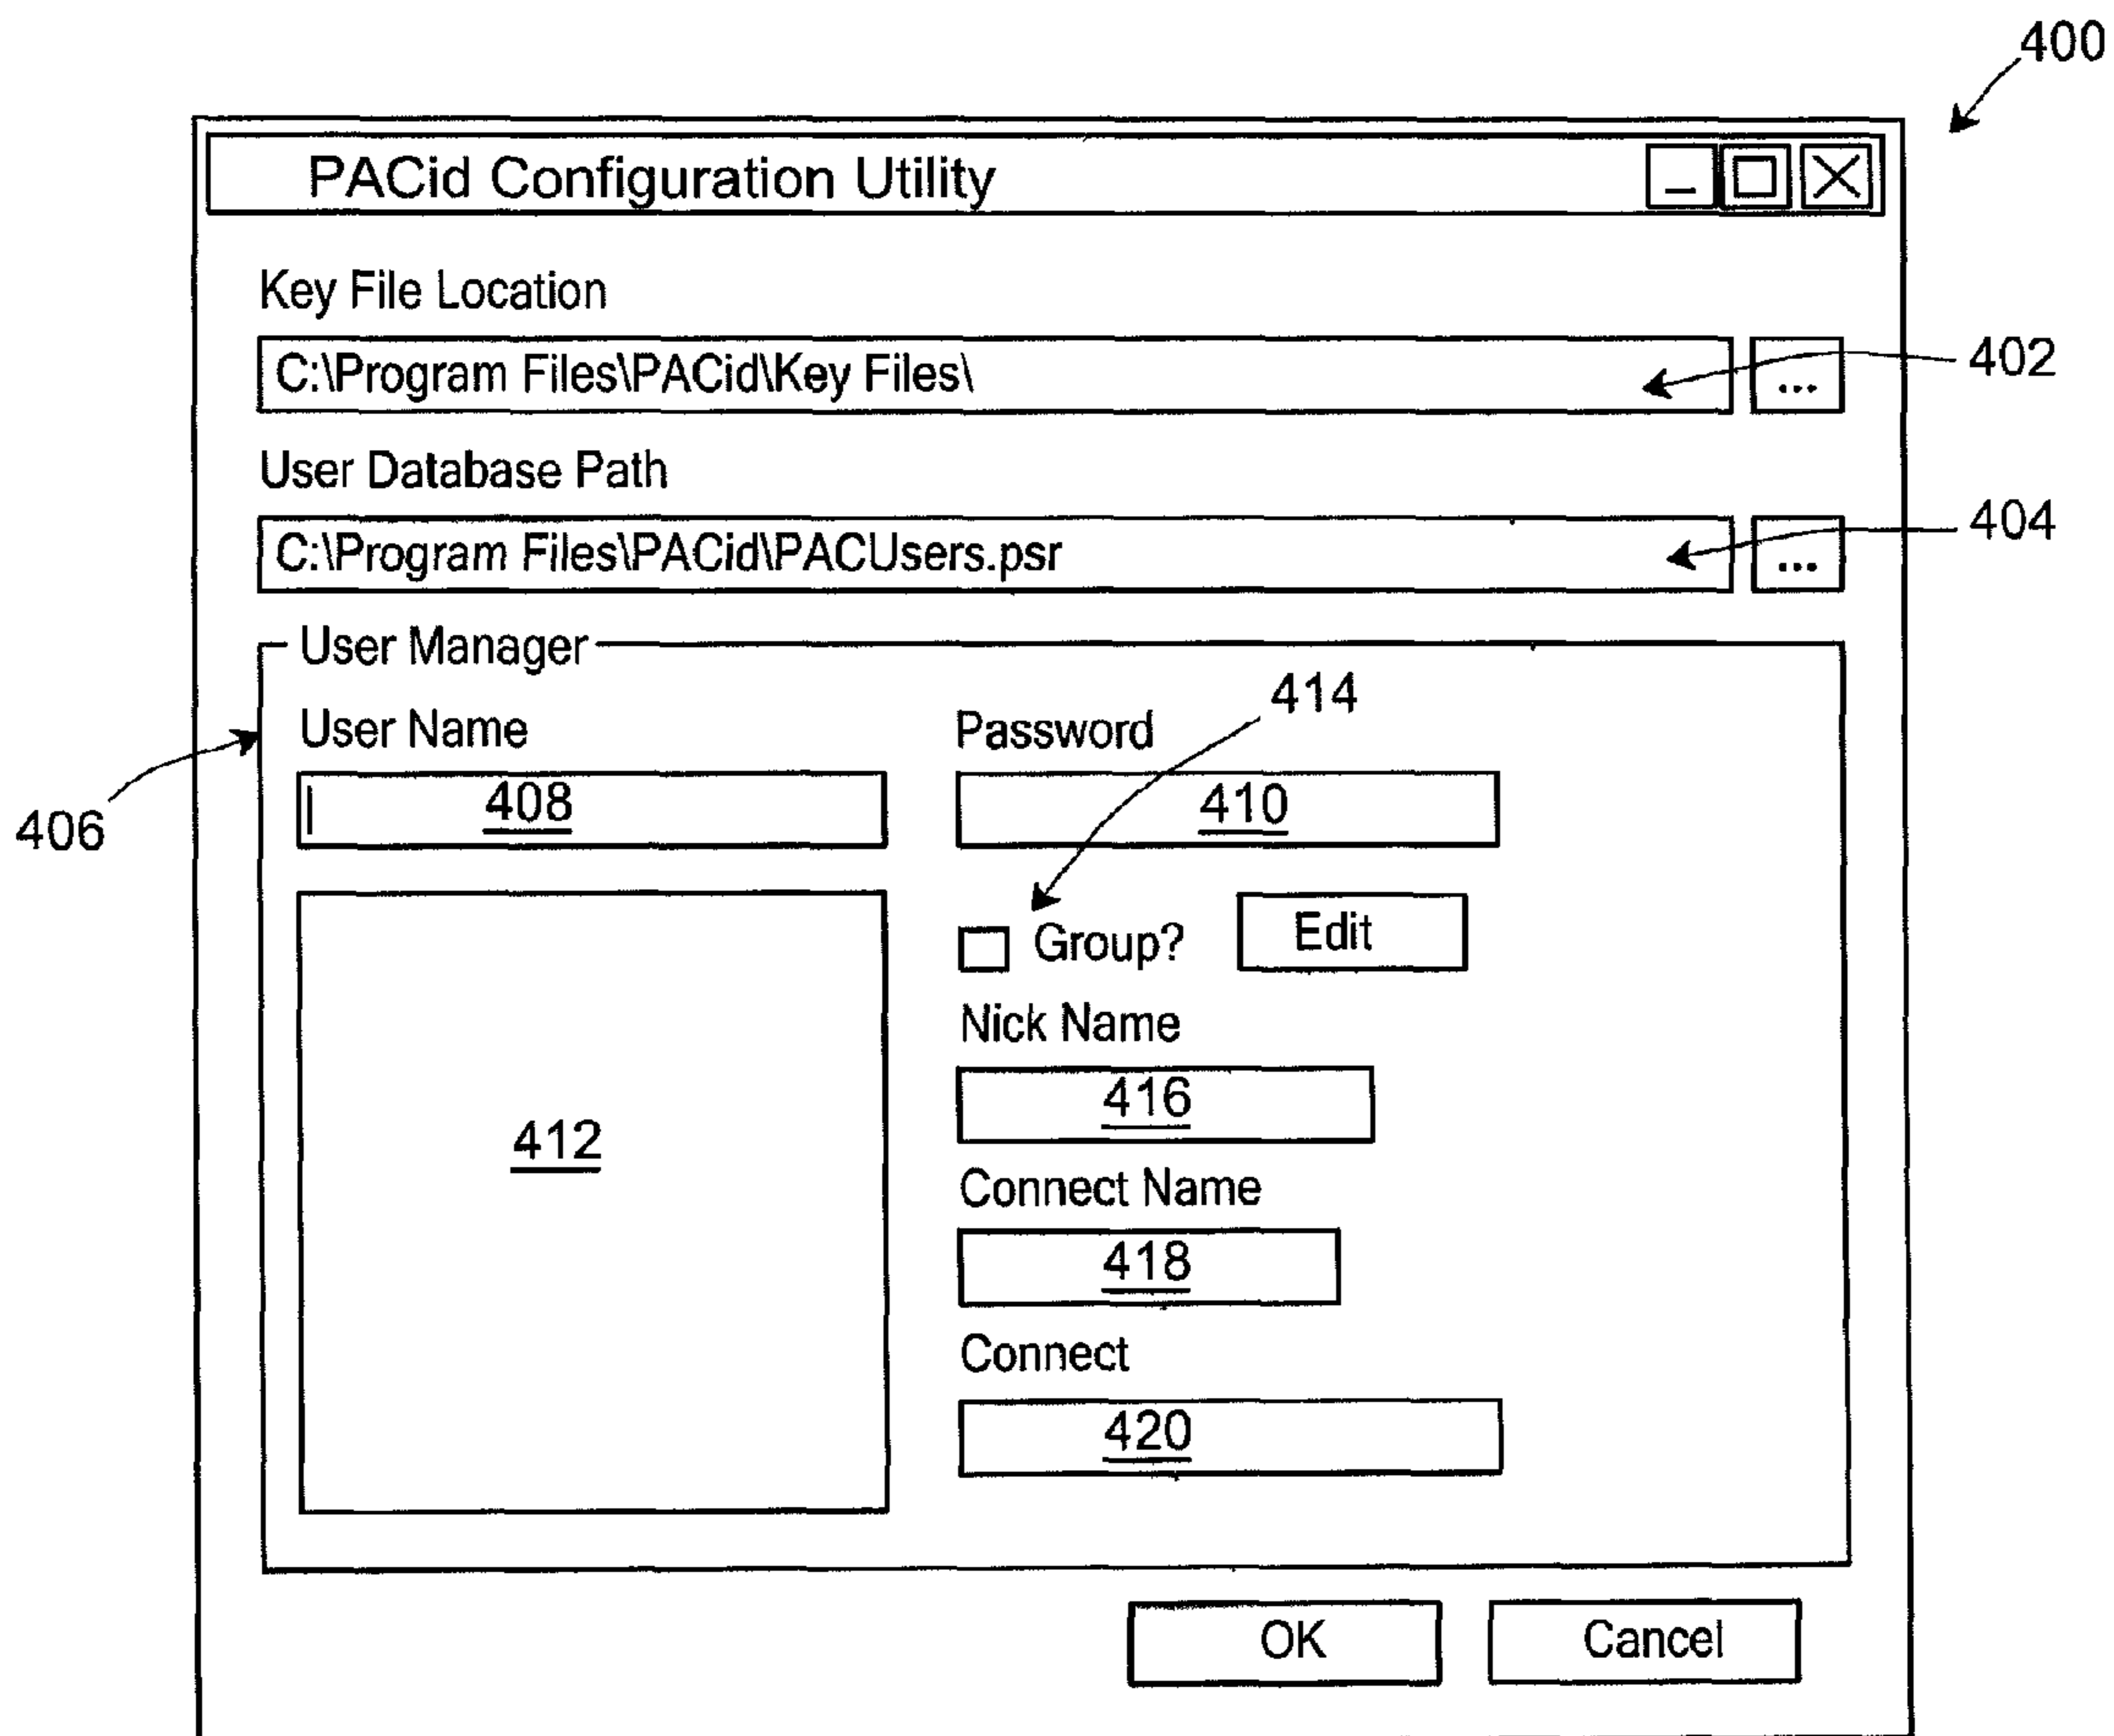 400
PACid Configuration Utility
Key File Location
C:\Program Files\PACid\Key Files\
...
402
User Database Path
C:\Program Files\PACid\PACUsers.psr
...
404
User Manager
414
User Name
Password
406
408
410
Group?
Edit
Nick Name
416
412
Connect Name
418
Connect
420
OK
Cancel